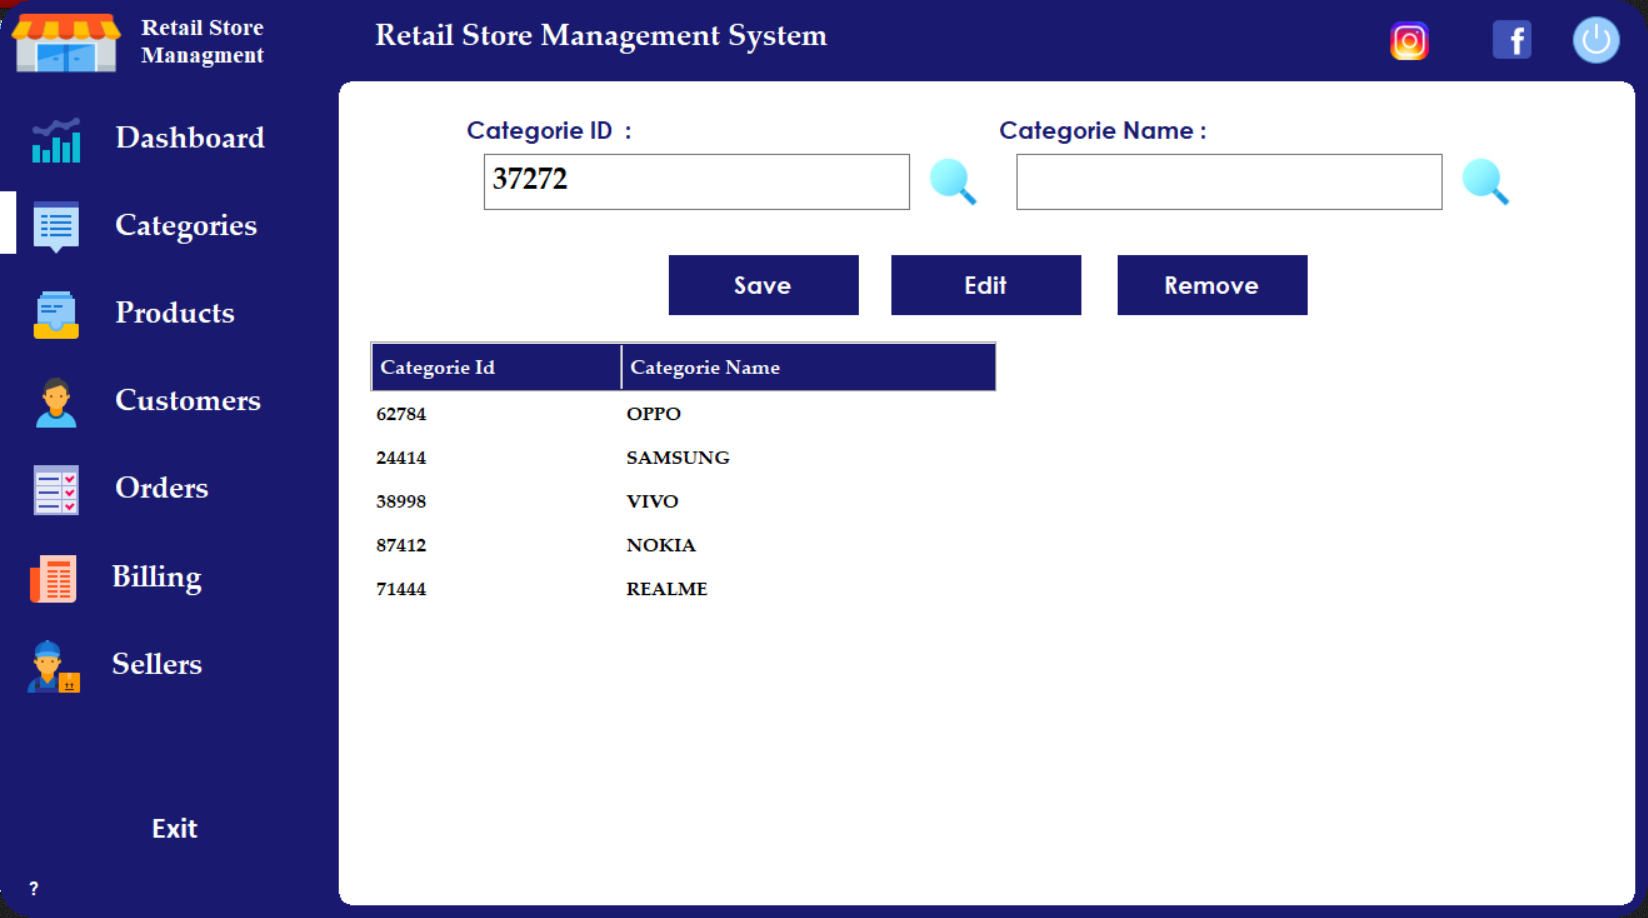 Retail Store
Managment
Retail Store Management System
Dashboard
Categories
Products
Customers
Orders
Billing
Sellers
Exit
?
Categorie ID :
Categorie Name :
37272
Save Edit Remove
Categorie Id Categorie Name
62784 OPPO
24414 SAMSUNG
38998 VIVO
87412 NOKIA
71444 REALME